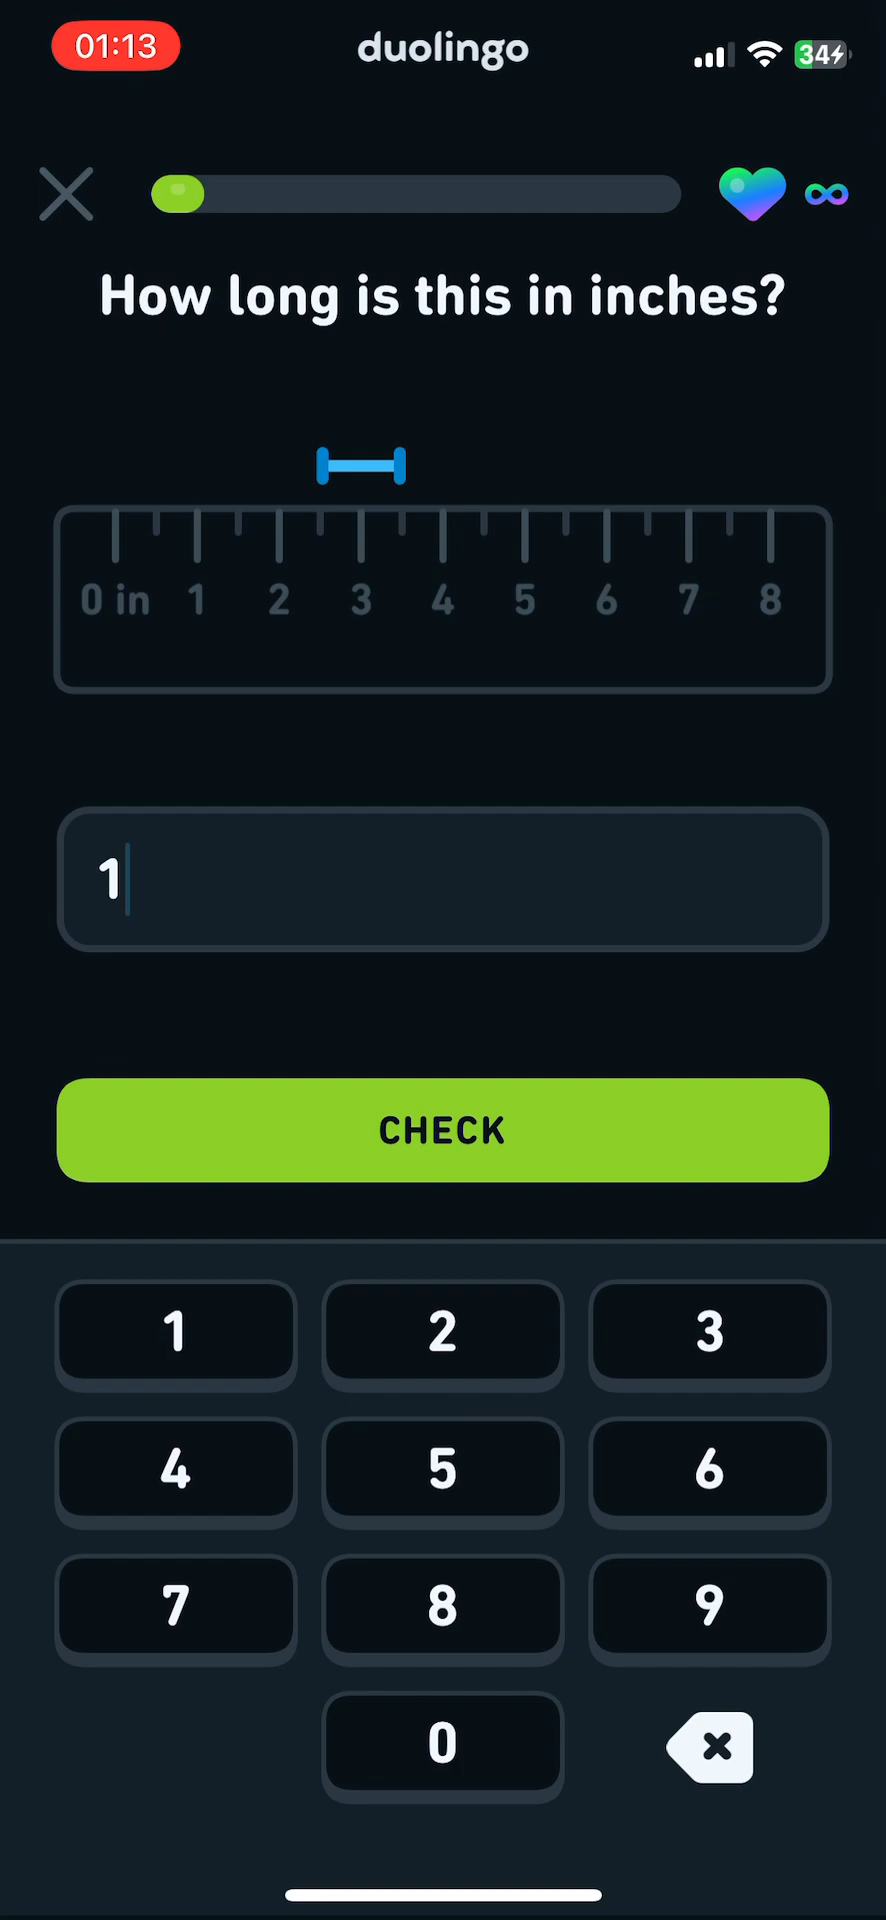 01:13 duolingo 34
How long is this in inches?
0 in 1 2 3 4 5 6 7 8
1
CHECK
1 2 3
4 5 6
7 8 9
0